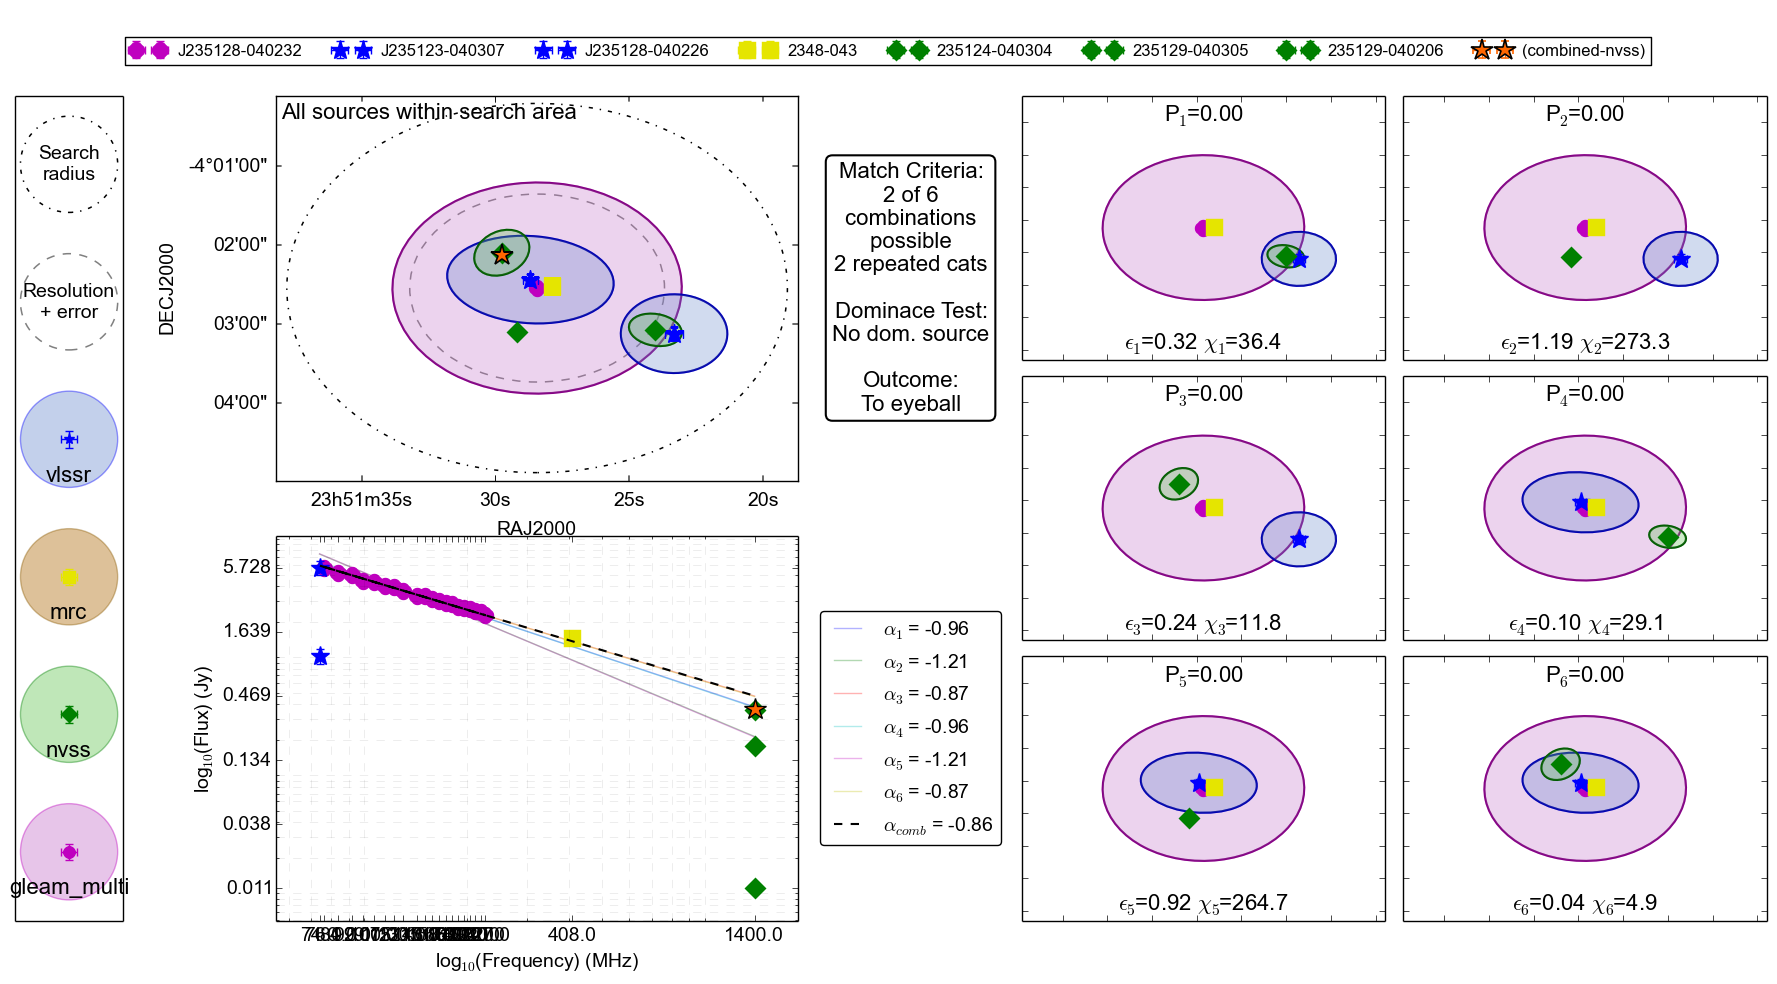 J235128-040232 J235123-040307 J235128-040226 2348-043 235124-040304 235129-040305 235129-040206 (combined-nvss)
Search
radius
Resolution
+ error
vlssr
mrc
nvss
gleam_multi
All sources within search area
DECJ2000
-4°01'00"
02'00"
03'00"
04'00"
23h51m35s 30s 25s 20s
RAJ2000
log10(Flux) (Jy)
5.728
1.639
0.469
0.134
0.038
0.011
408.0 1400.0
log10(Frequency) (MHz)
Match Criteria:
2 of 6
combinations
possible
2 repeated cats
Dominace Test:
No dom. source
Outcome:
To eyeball
α1 = -0.96
α2 = -1.21
α3 = -0.87
α4 = -0.96
α5 = -1.21
α6 = -0.87
αcomb = -0.86
P1=0.00
ϵ1=0.32 χ1=36.4
P2=0.00
ϵ2=1.19 χ2=273.3
P3=0.00
ϵ3=0.24 χ3=11.8
P4=0.00
ϵ4=0.10 χ4=29.1
P5=0.00
ϵ5=0.92 χ5=264.7
P6=0.00
ϵ6=0.04 χ6=4.9